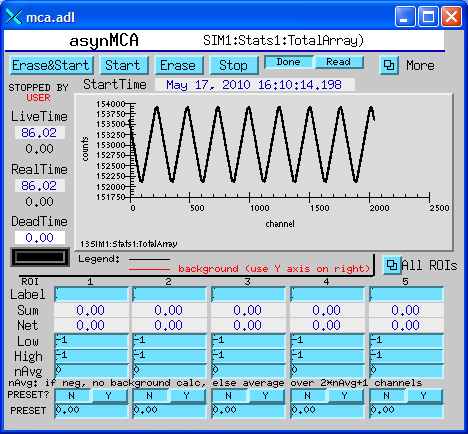 mca.adl
asynMCA SIM1:Stats1:TotalArray)
Erase&Start Start Erase Stop Done Read More
STOPPED BY
USER
StartTime May 17, 2010 16:10:14.198
LiveTime
86.02
0.00
RealTime
86.02
0.00
DeadTime
0.00
counts
154000
153750
153500
153250
153000
152750
152500
152250
152000
151750
0 500 1000 1500 2000 2500
channel
13SIM1:Stats1:TotalArray
Legend:
background (use Y axis on right)
All ROIs
ROI 1 2 3 4 5
Label
Sum 0.00 0.00 0.00 0.00 0.00
Net 0.00 0.00 0.00 0.00 0.00
Low -1 -1 -1 -1 -1
High -1 -1 -1 -1 -1
nAvg 0 0 0 0 0
nAvg: if neg, no background calc, else average over 2*nAvg+1 channels
PRESET? N Y N Y N Y N Y N Y
PRESET 0.00 0.00 0.00 0.00 0.00